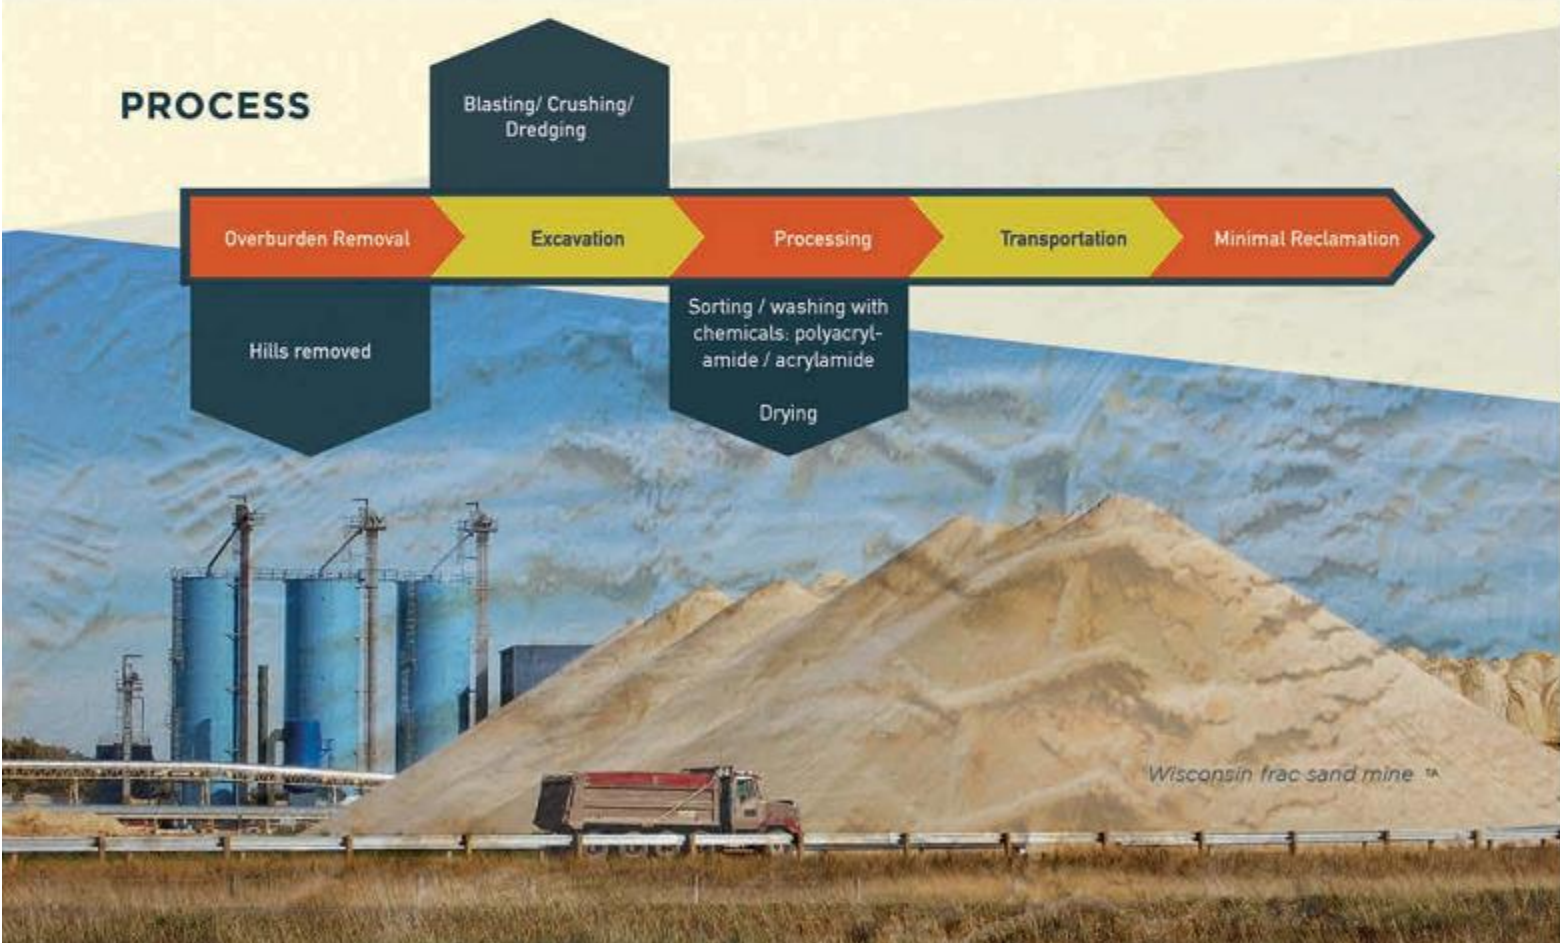 PROCESS
Blasting/ Crushing/
Dredging
Overburden Removal
Excavation
Processing
Transportation
Minimal Reclamation
Hills removed
Sorting / washing with
chemicals: polyacryl-
amide / acrylamide
Drying
Wisconsin frac sand mine TA